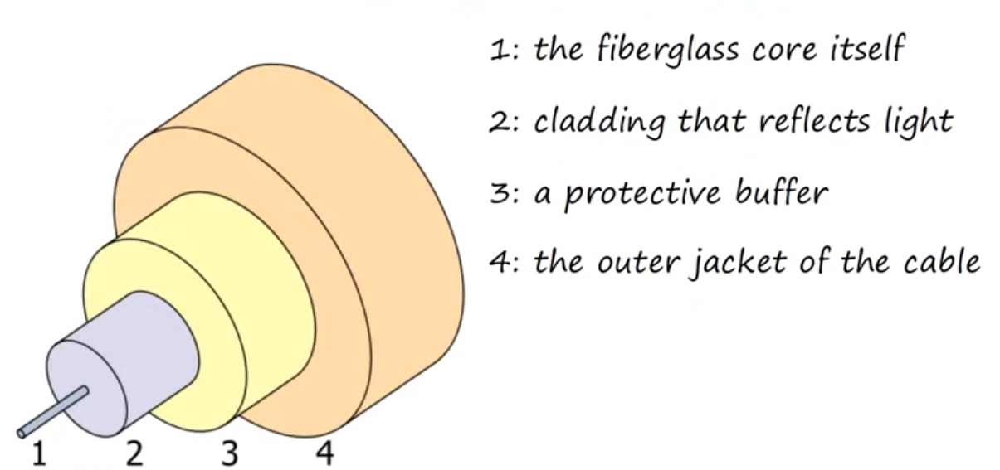 1: the fiberglass core itself
2: cladding that reflects light
3: a protective buffer
4: the outer jacket of the cable
1 2 3 4